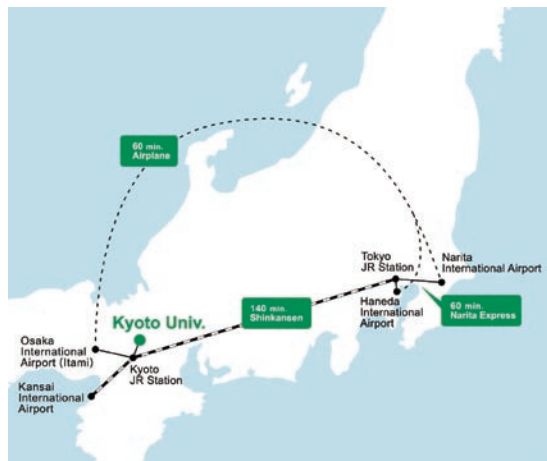 60 min.
Airplane
Tokyo
JR Station
Narita
International Airport
Haneda
International
Airport
60 min.
Narita Express
140 min.
Shinkansen
Kyoto Univ.
Osaka
International
Airport (Itami)
Kyoto
JR Station
Kansai
International
Airport